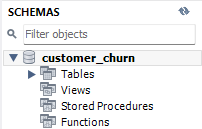 SCHEMAS
Filter objects
customer_churn
Tables
Views
Stored Procedures
Functions